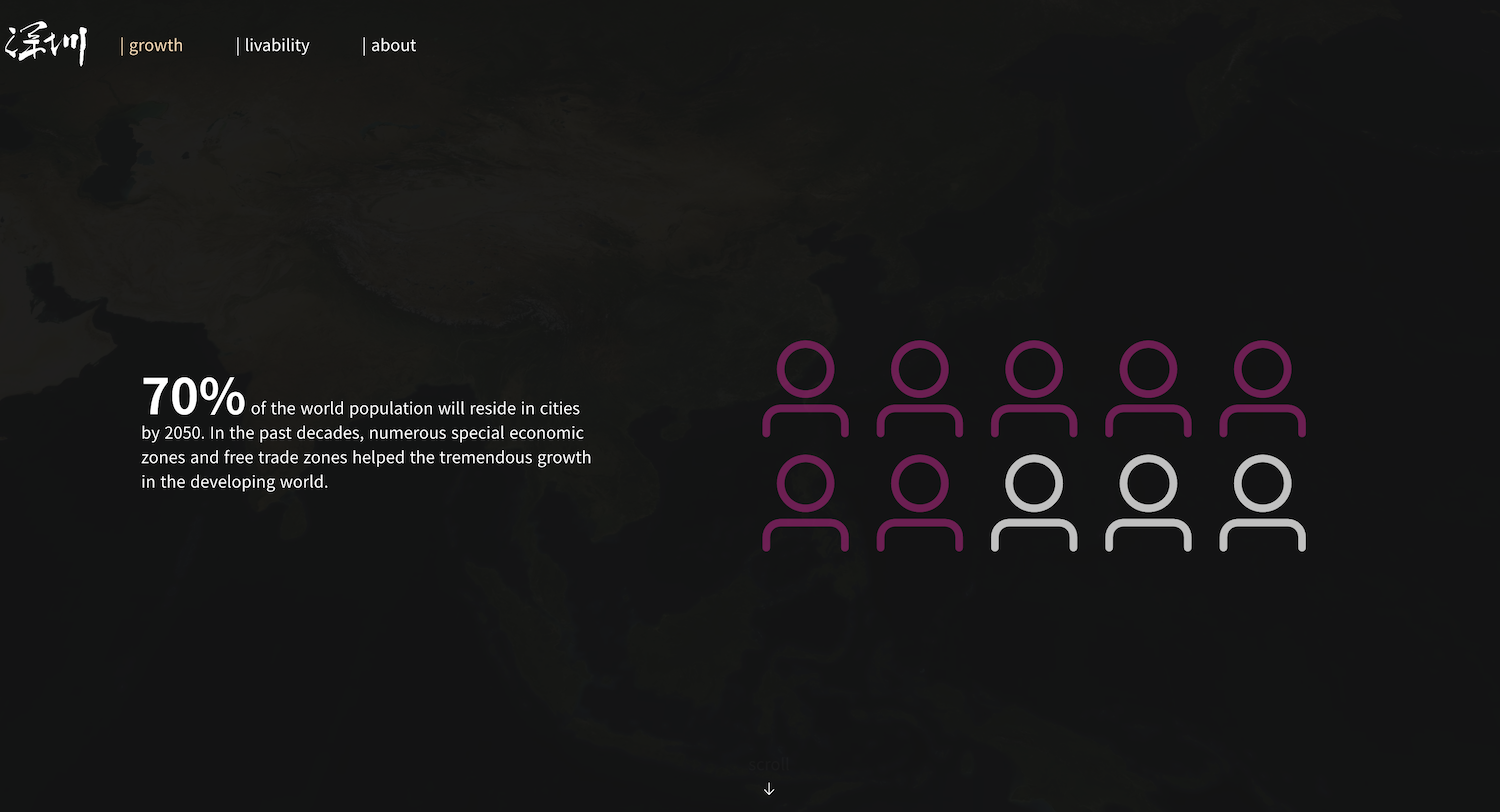 深圳
| growth
| livability
| about
70% of the world population will reside in cities
by 2050. In the past decades, numerous special economic
zones and free trade zones helped the tremendous growth
in the developing world.
scroll